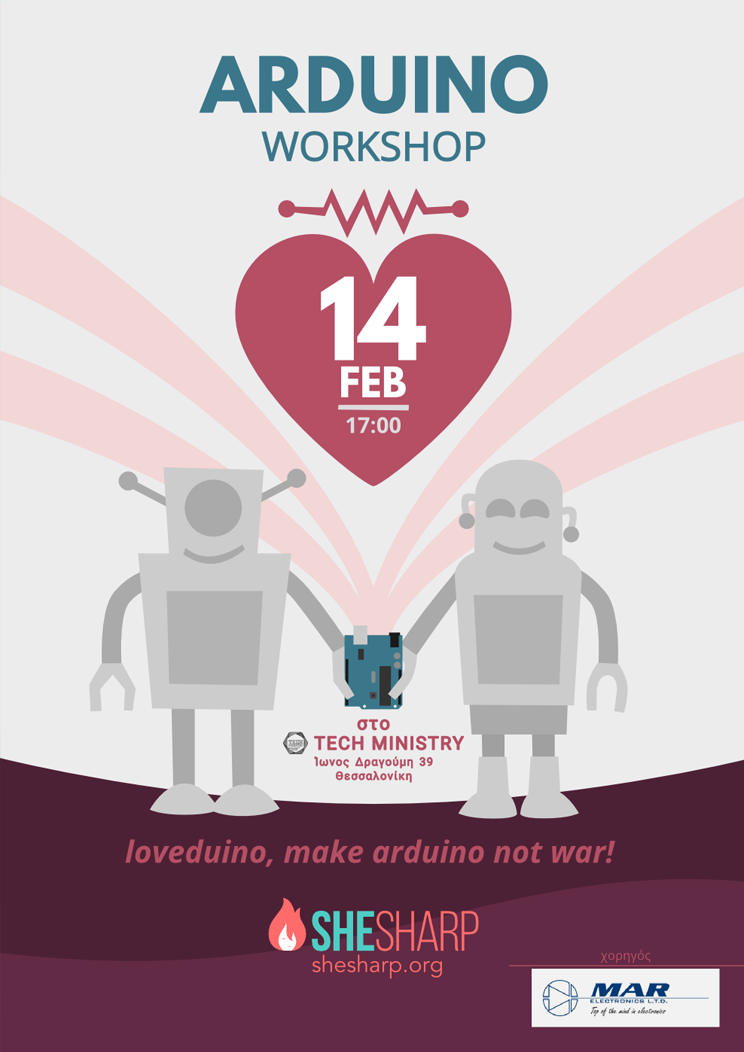 ARDUINO
WORKSHOP
14
FEB
17:00
στο
TECH MINISTRY
Ίωνος Δραγούμη 39
Θεσσαλονίκη
loveduino, make arduino not war!
SHESHARP
shesharp.org
χορηγός
MAR
ELECTRONICS L.T.D.
Top of the mind in electronics